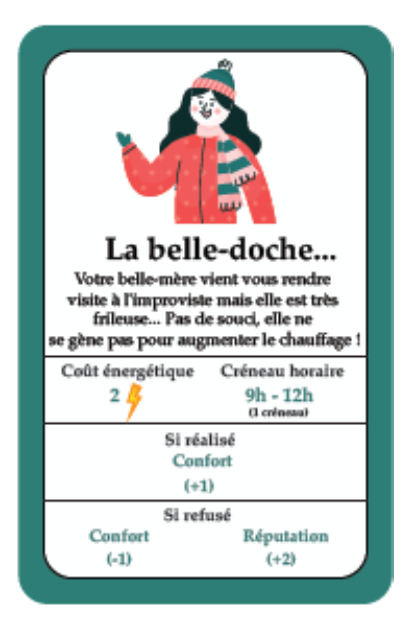 La belle-doche...
Votre belle-mère vient vous rendre
visite à l'improviste mais elle est très
frileuse... Pas de souci, elle ne
se gène pas pour augmenter le chauffage !
Coût énergétique
2
Créneau horaire
9h - 12h
(1 créneau)
Si réalisé
Confort
(+1)
Si refusé
Confort
(-1)
Réputation
(+2)